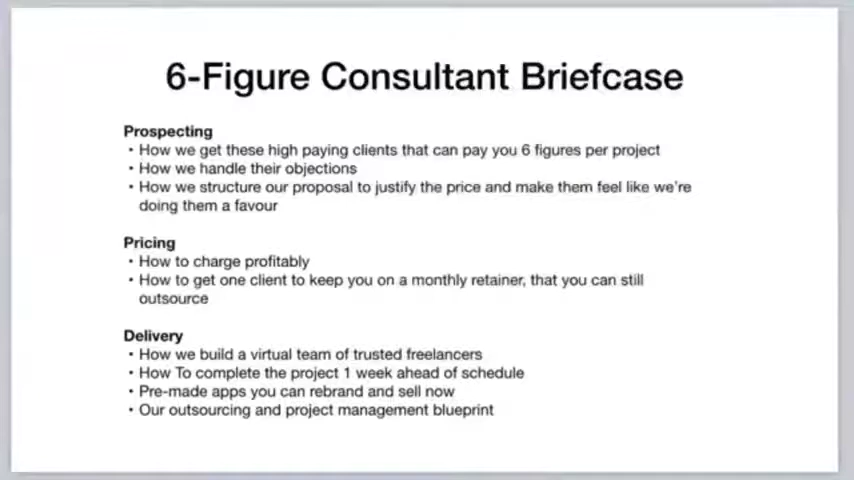 6-Figure Consultant Briefcase
Prospecting
• How we get these high paying clients that can pay you 6 figures per project
• How we handle their objections
• How we structure our proposal to justify the price and make them feel like we're
doing them a favour
Pricing
• How to charge profitably
• How to get one client to keep you on a monthly retainer, that you can still
outsource
Delivery
• How we build a virtual team of trusted freelancers
• How To complete the project 1 week ahead of schedule
• Pre-made apps you can rebrand and sell now
• Our outsourcing and project management blueprint